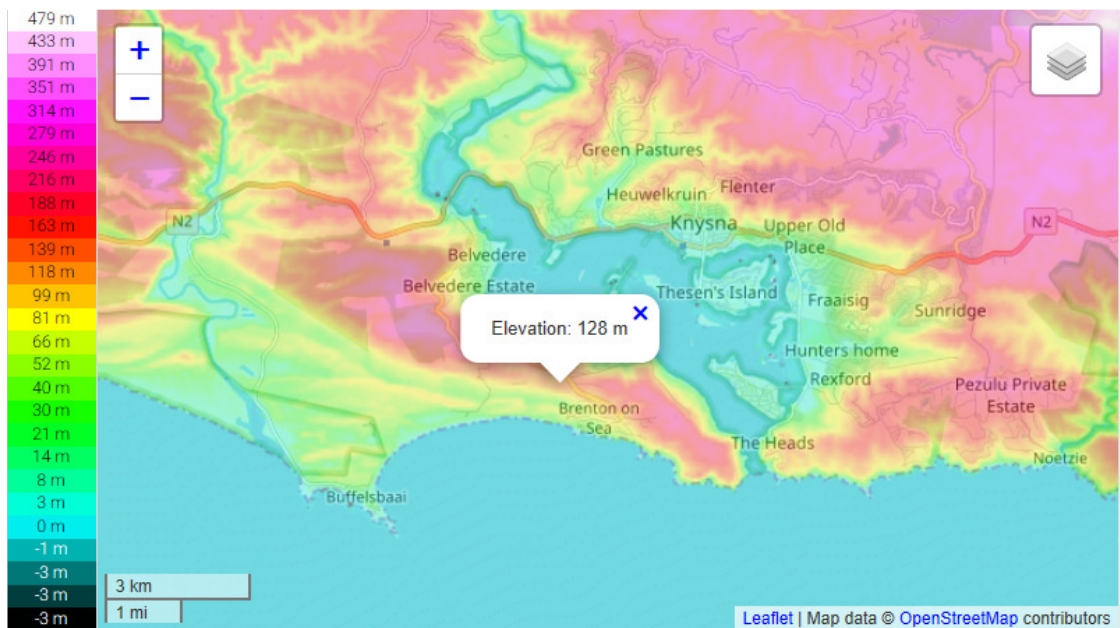 479 m
433 m
391 m
351 m
314 m
279 m
246 m
216 m
188 m
163 m
139 m
118 m
99 m
81 m
66 m
52 m
40 m
30 m
21 m
14 m
8 m
3 m
0 m
-1 m
-3 m
-3 m
-3 m
+
−
Green Pastures
Heuwelkruin
Flenter
N2
Knysna
Upper Old
Place
N2
Belvedere
Belvedere Estate
Thesen's Island
Fraaisig
Sunridge
Elevation: 128 m
×
Hunters home
Rexford
Pezulu Private
Estate
Brenton on
Sea
The Heads
Noetzie
Buffelsbaai
3 km
1 mi
Leaflet | Map data © OpenStreetMap contributors